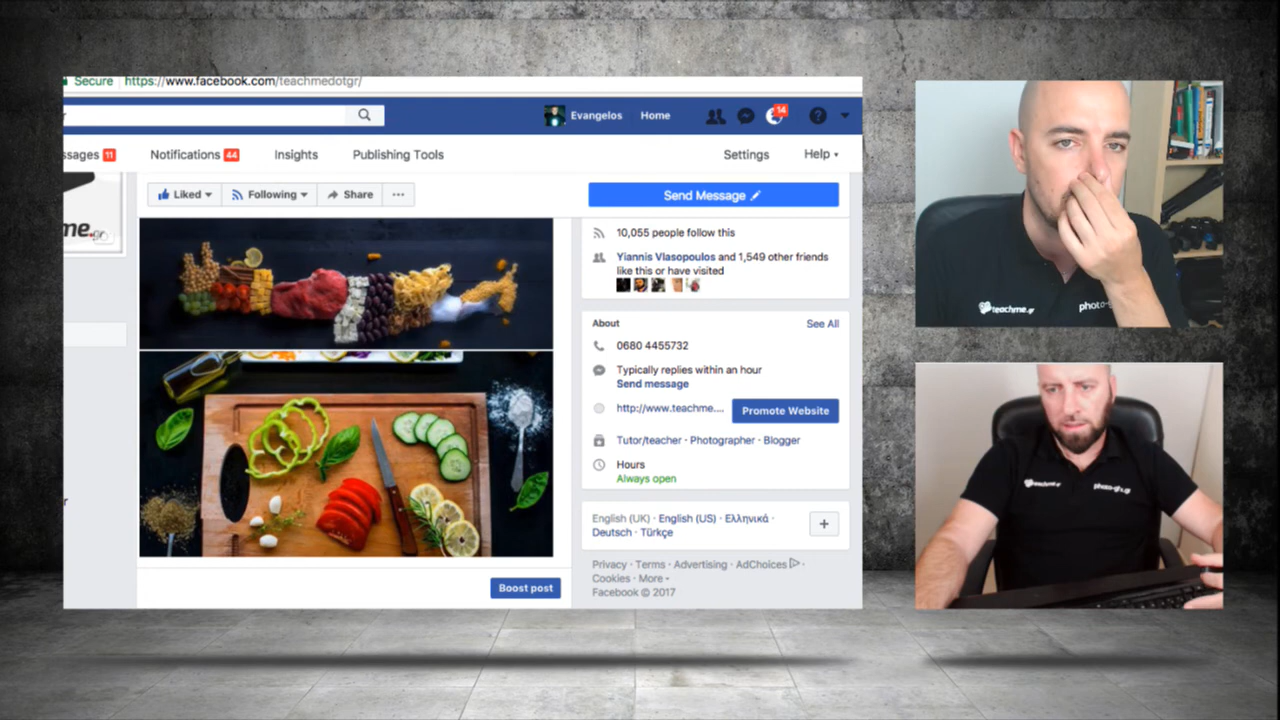 Secure https://www.facebook.com/teachmedotgr/
Evangelos Home 14
ssages 11 Notifications 44 Insights Publishing Tools Settings Help
me.gr
Liked Following Share ... Send Message
10,055 people follow this
Yiannis Vlasopoulos and 1,549 other friends
like this or have visited
About See All
0680 4455732
Typically replies within an hour
Send message
http://www.teachme.... Promote Website
Tutor/teacher · Photographer · Blogger
Hours
Always open
English (UK) · English (US) · Ελληνικά ·
Deutsch · Türkçe
Privacy · Terms · Advertising · AdChoices ·
Cookies · More
Facebook © 2017
Boost post
teachme.gr photo-g
teachme.gr